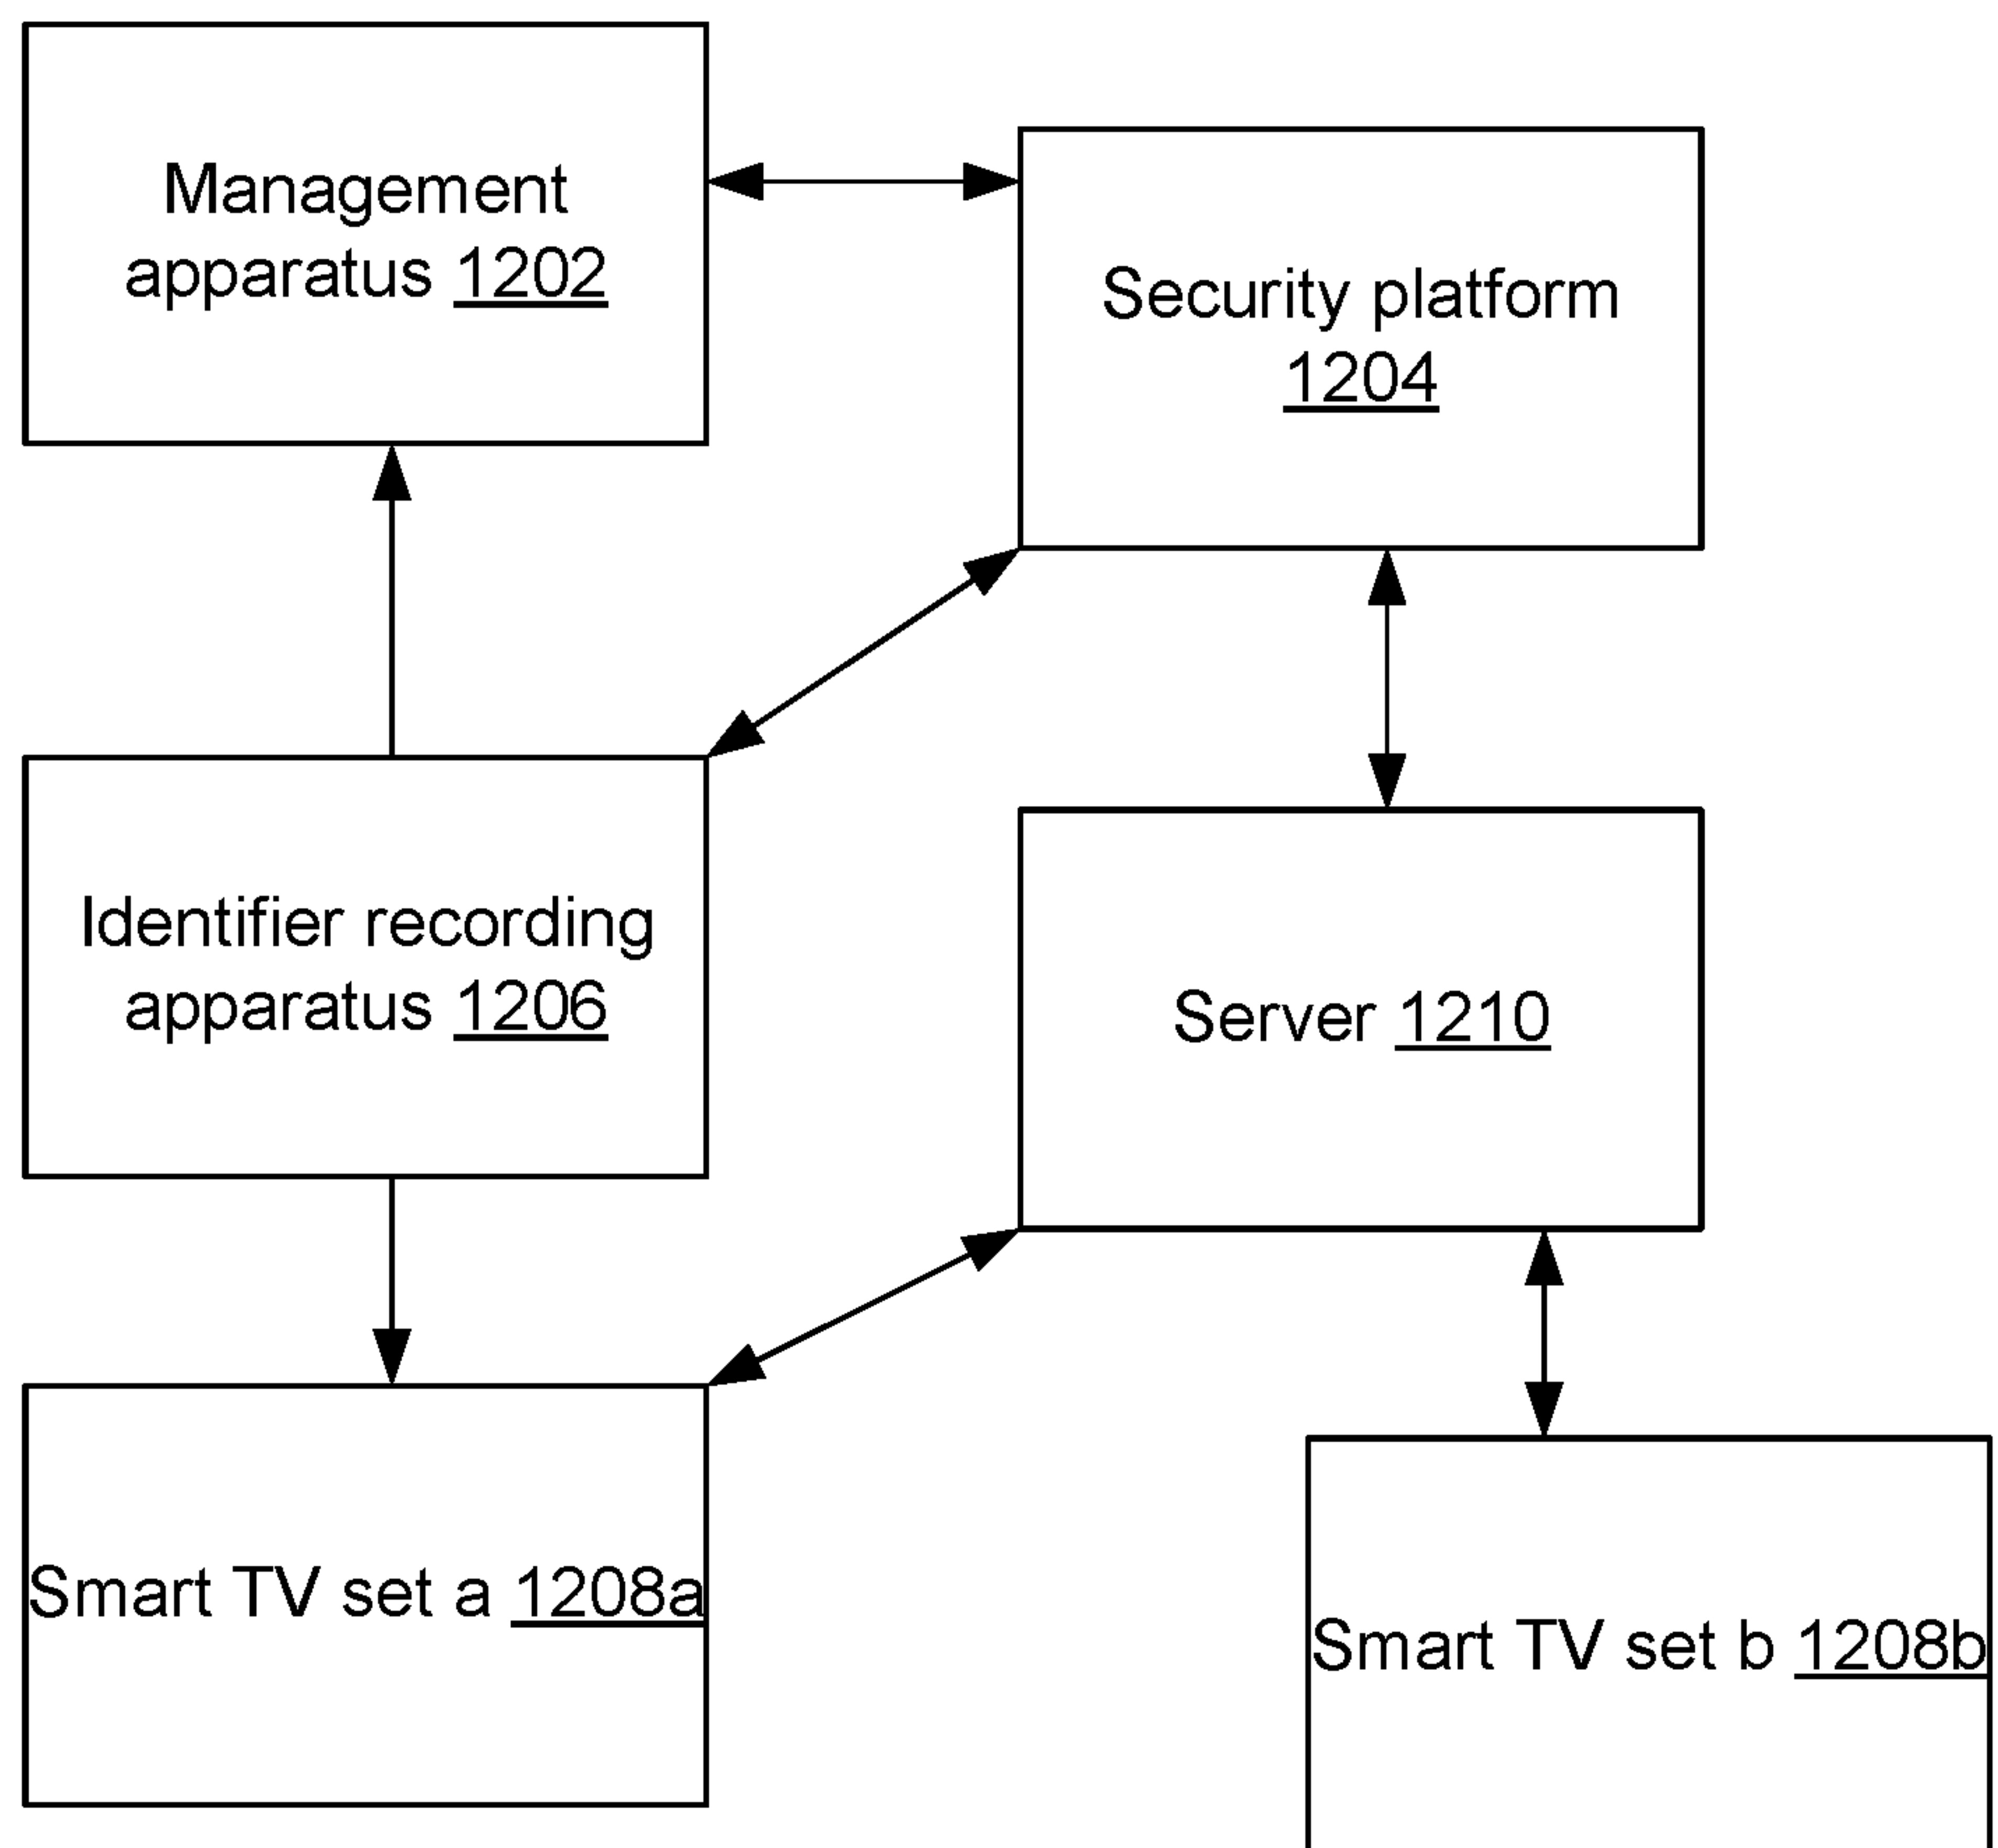 Management
apparatus 1202
Security platform
1204
Identifier recording
apparatus 1206
Server 1210
Smart TV set a 1208a
Smart TV set b 1208b